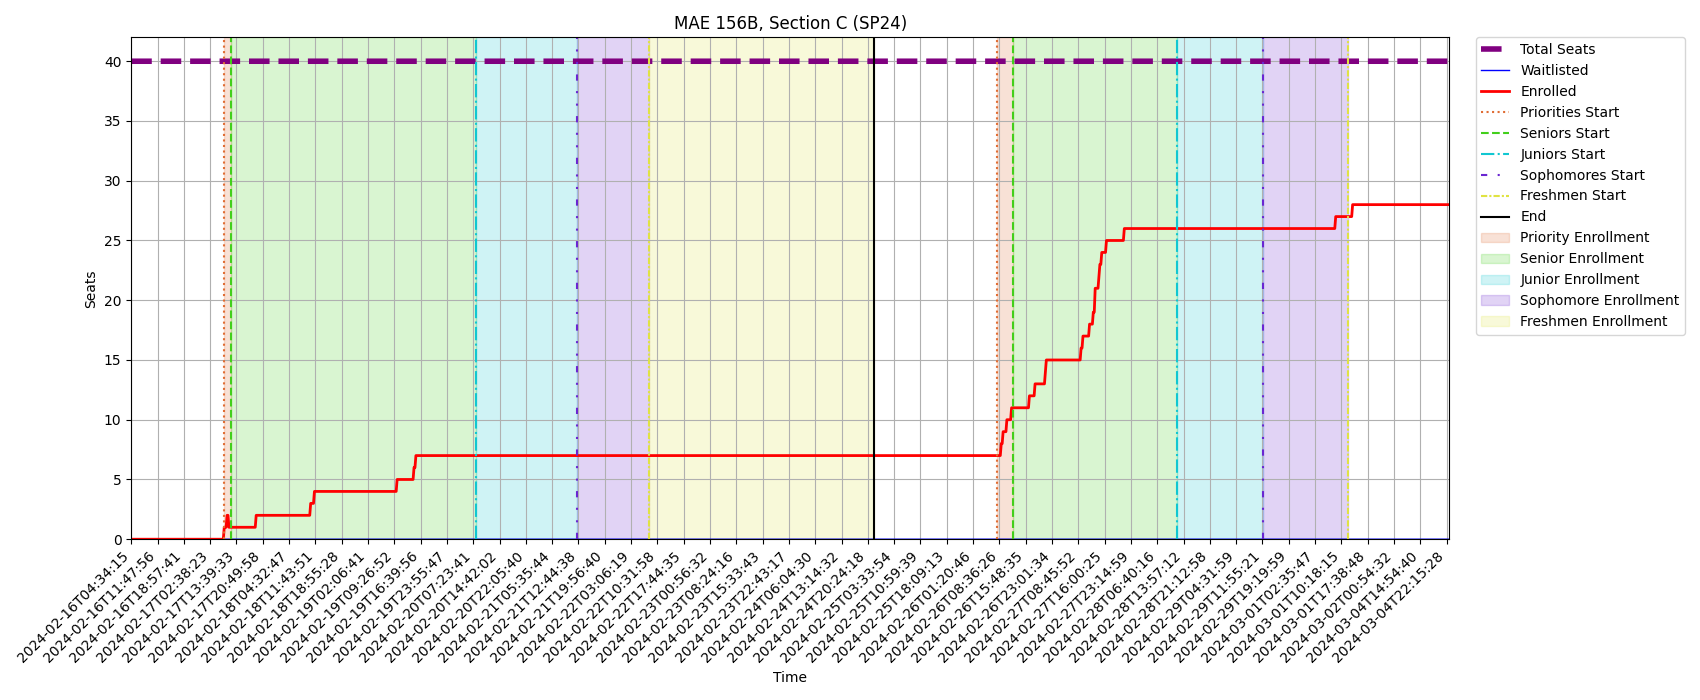 MAE 156B, Section C (SP24)
Total Seats
Waitlisted
Enrolled
Priorities Start
Seniors Start
Juniors Start
Sophomores Start
Freshmen Start
End
Priority Enrollment
Senior Enrollment
Junior Enrollment
Sophomore Enrollment
Freshmen Enrollment
Seats
40
35
30
25
20
15
10
5
0
2024-02-16T04:34:15
2024-02-16T11:47:56
2024-02-16T18:57:41
2024-02-17T02:38:23
2024-02-17T13:39:33
2024-02-17T20:49:58
2024-02-18T04:32:47
2024-02-18T11:43:51
2024-02-18T18:55:28
2024-02-19T02:06:41
2024-02-19T09:26:52
2024-02-19T16:39:56
2024-02-19T23:55:47
2024-02-20T07:23:41
2024-02-20T14:42:02
2024-02-20T22:05:40
2024-02-21T05:35:44
2024-02-21T12:44:38
2024-02-21T19:56:40
2024-02-22T03:06:19
2024-02-22T10:31:58
2024-02-22T17:44:35
2024-02-23T00:56:32
2024-02-23T08:24:16
2024-02-23T15:33:43
2024-02-23T22:43:17
2024-02-24T06:04:30
2024-02-24T13:14:32
2024-02-24T20:24:18
2024-02-25T03:33:54
2024-02-25T10:59:39
2024-02-25T18:09:13
2024-02-26T01:20:46
2024-02-26T08:36:26
2024-02-26T15:48:35
2024-02-26T23:01:34
2024-02-27T08:45:52
2024-02-27T16:00:25
2024-02-27T23:14:59
2024-02-28T06:40:16
2024-02-28T13:57:12
2024-02-28T21:12:58
2024-02-29T04:31:59
2024-02-29T11:55:21
2024-02-29T19:19:59
2024-03-01T02:35:47
2024-03-01T10:18:15
2024-03-01T17:38:48
2024-03-02T00:54:32
2024-03-04T14:54:40
2024-03-04T22:15:28
Time